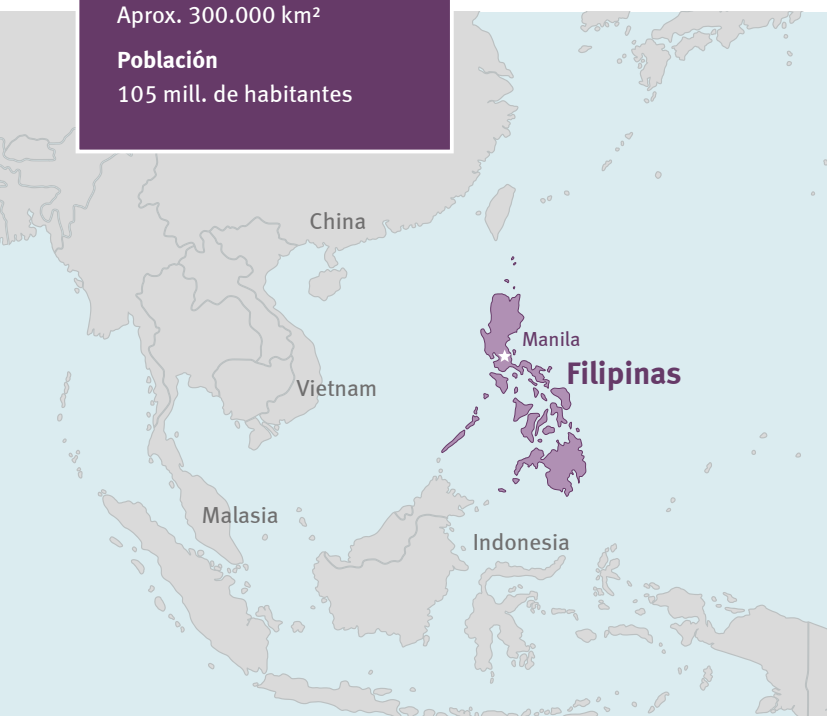 Aprox. 300.000 km²
Población
105 mill. de habitantes
China
Manila
Filipinas
Vietnam
Malasia
Indonesia